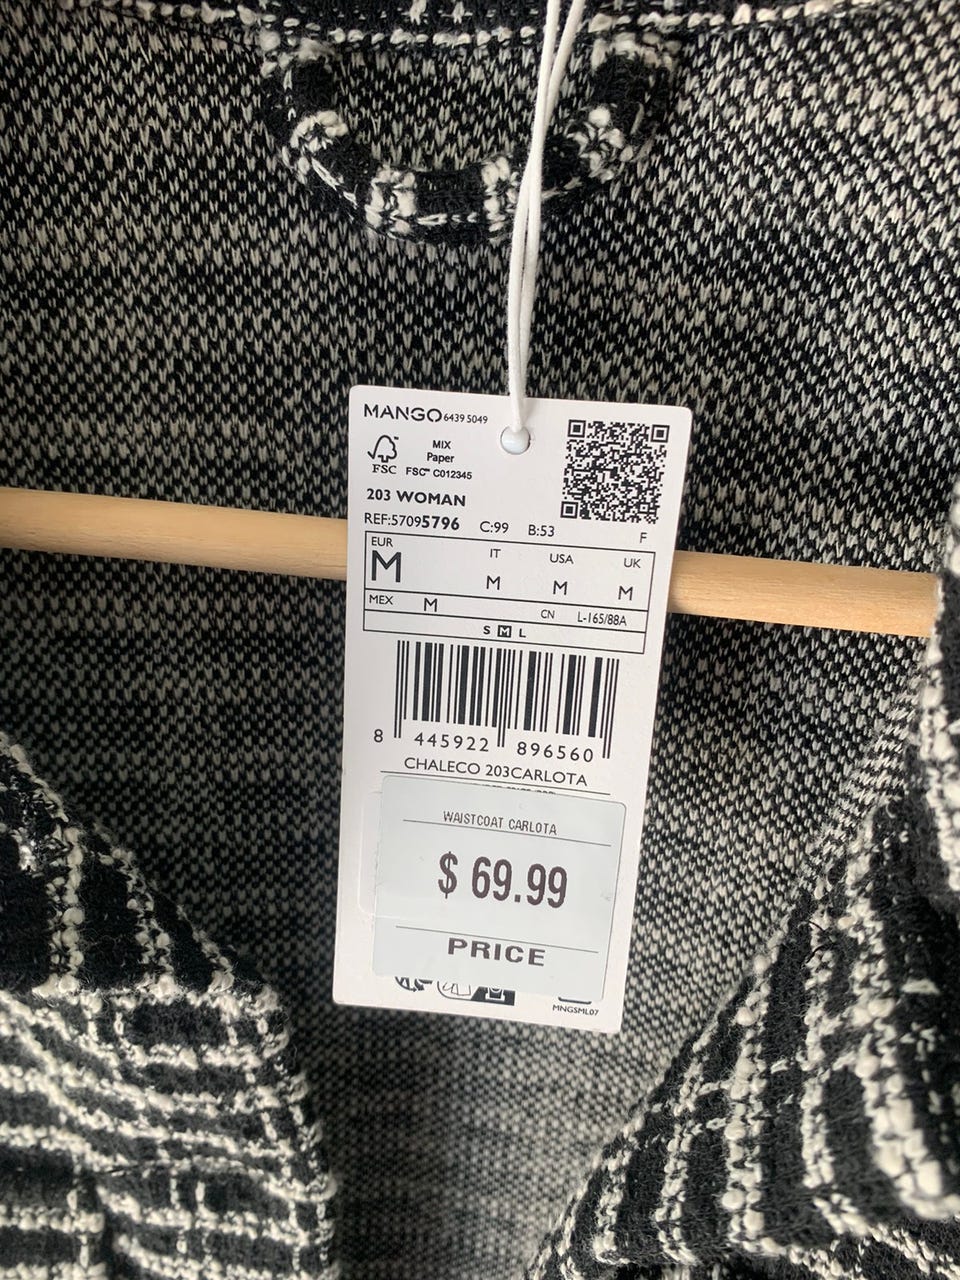 MANGO 6439 5049
FSC
MIX
Paper
FSC™ C012345
203 WOMAN
REF:57095796 C:99 B:53 F
EUR IT USA UK
M M M M
MEX M CN L-165/88A
S M L
8 445922 896560
CHALECO 203CARLOTA
WAISTCOAT CARLOTA
$ 69.99
PRICE
MNGSML07